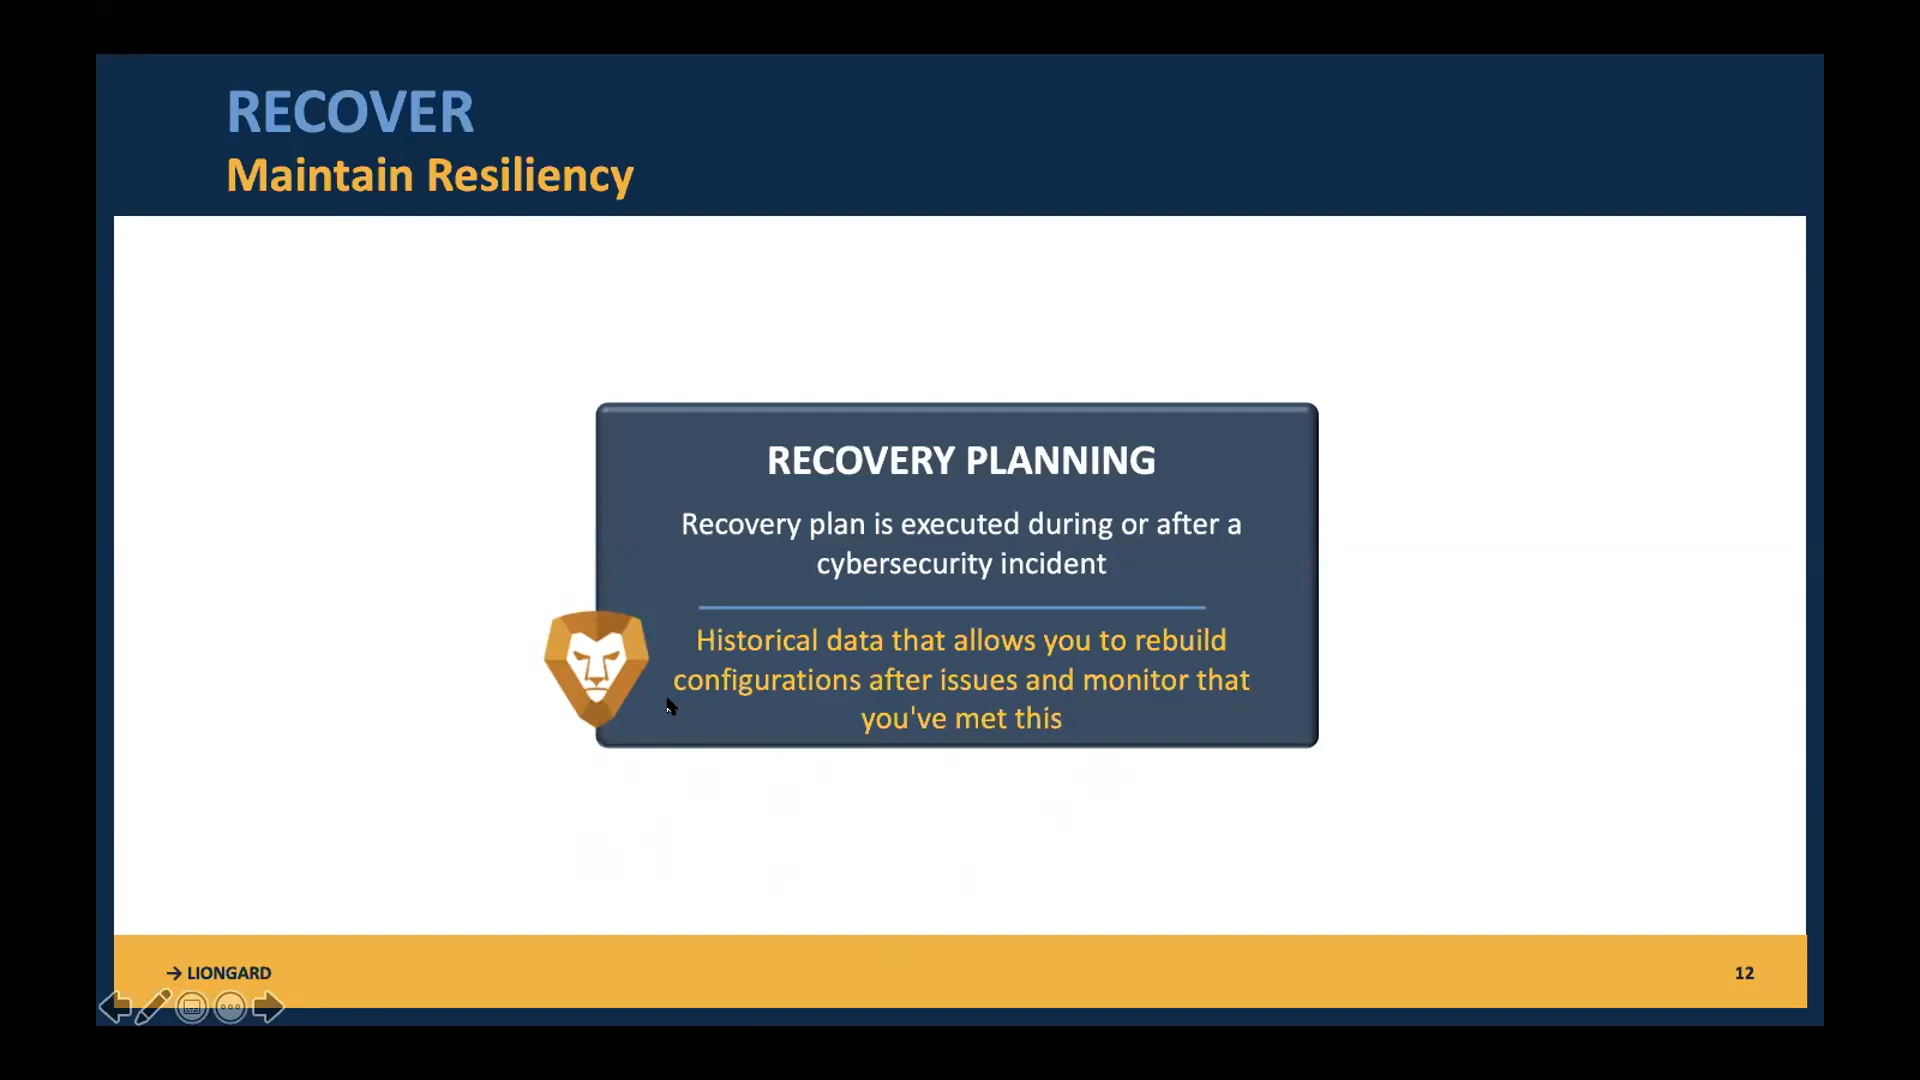 RECOVER
Maintain Resiliency
RECOVERY PLANNING
Recovery plan is executed during or after a
cybersecurity incident
Historical data that allows you to rebuild
configurations after issues and monitor that
you've met this
→ LIONGARD
12